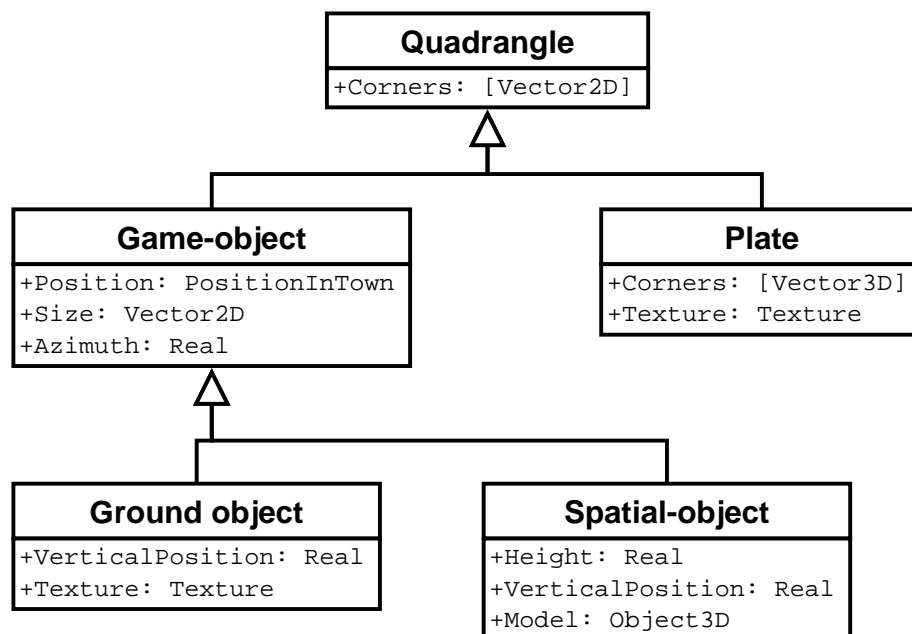 Quadrangle
+Corners: [Vector2D]
Game-object
+Position: PositionInTown
+Size: Vector2D
+Azimuth: Real
Plate
+Corners: [Vector3D]
+Texture: Texture
Ground object
+VerticalPosition: Real
+Texture: Texture
Spatial-object
+Height: Real
+VerticalPosition: Real
+Model: Object3D